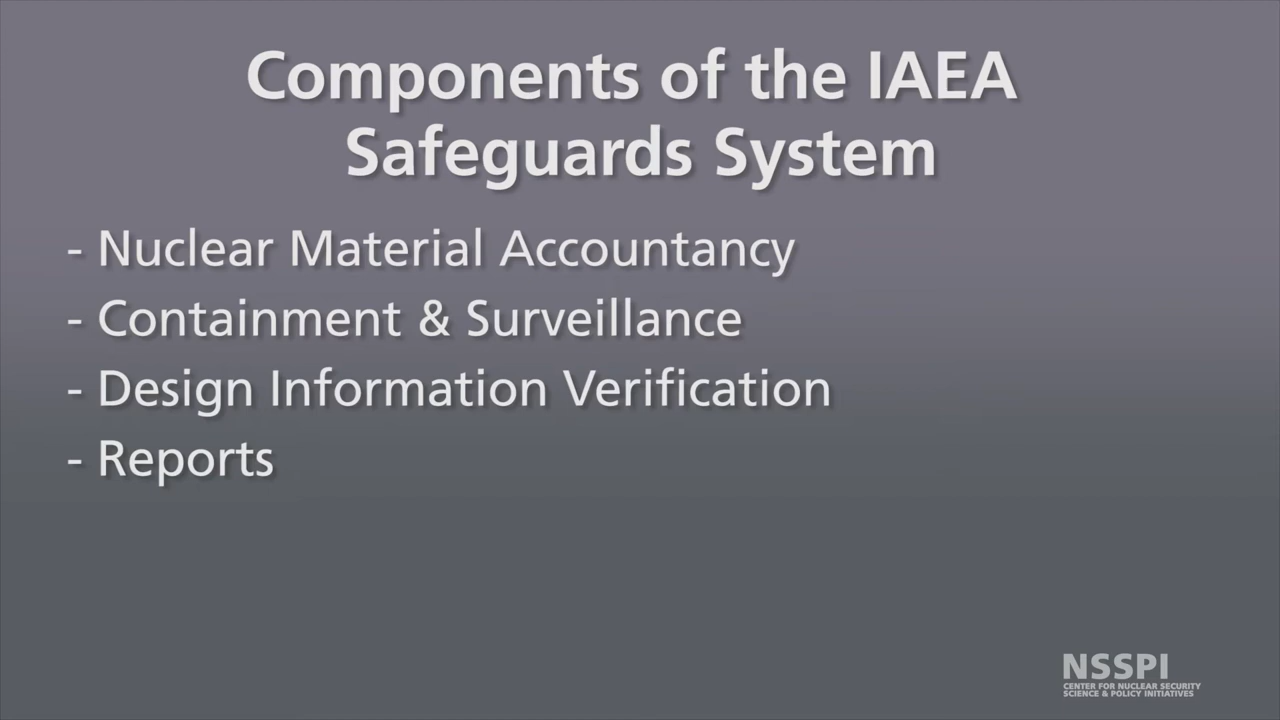 Components of the IAEA
Safeguards System
- Nuclear Material Accountancy
- Containment & Surveillance
- Design Information Verification
- Reports
NSSPI
CENTER FOR NUCLEAR SECURITY
SCIENCE & POLICY INITIATIVES